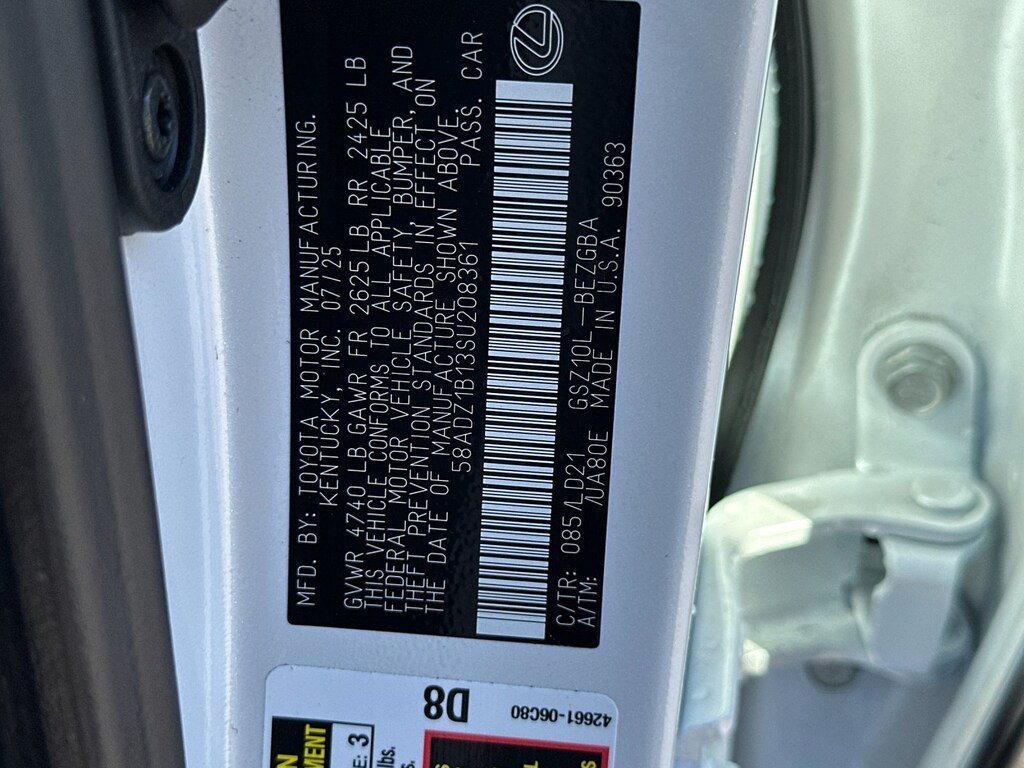 MFD. BY: TOYOTA MOTOR MANUFACTURING.
KENTUCKY, INC. 07/25
GVWR 4740 LB GAWR FR 2625 LB RR 2425 LB
THIS VEHICLE CONFORMS TO ALL APPLICABLE
FEDERAL MOTOR VEHICLE SAFETY, BUMPER, AND
THEFT PREVENTION STANDARDS IN EFFECT ON
THE DATE OF MANUFACTURE SHOWN ABOVE.
58ADZ1B13SU208361 PASS. CAR
C/TR: 085/LD21 GSZ10L-BEZGBA
A/TM: /UA80E MADE IN U.S.A. 90363
D8
42661-06C80
E: 3
lbs.